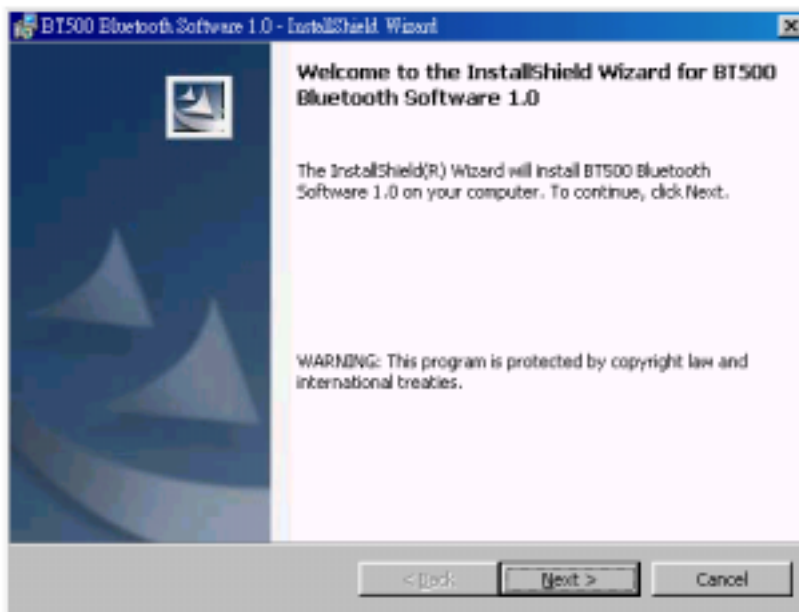 BT500 Bluetooth Software 1.0 - InstallShield Wizard
Welcome to the InstallShield Wizard for BT500
Bluetooth Software 1.0
The InstallShield(R) Wizard will install BT500 Bluetooth
Software 1.0 on your computer. To continue, click Next.
WARNING: This program is protected by copyright law and
international treaties.
< Back
Next >
Cancel